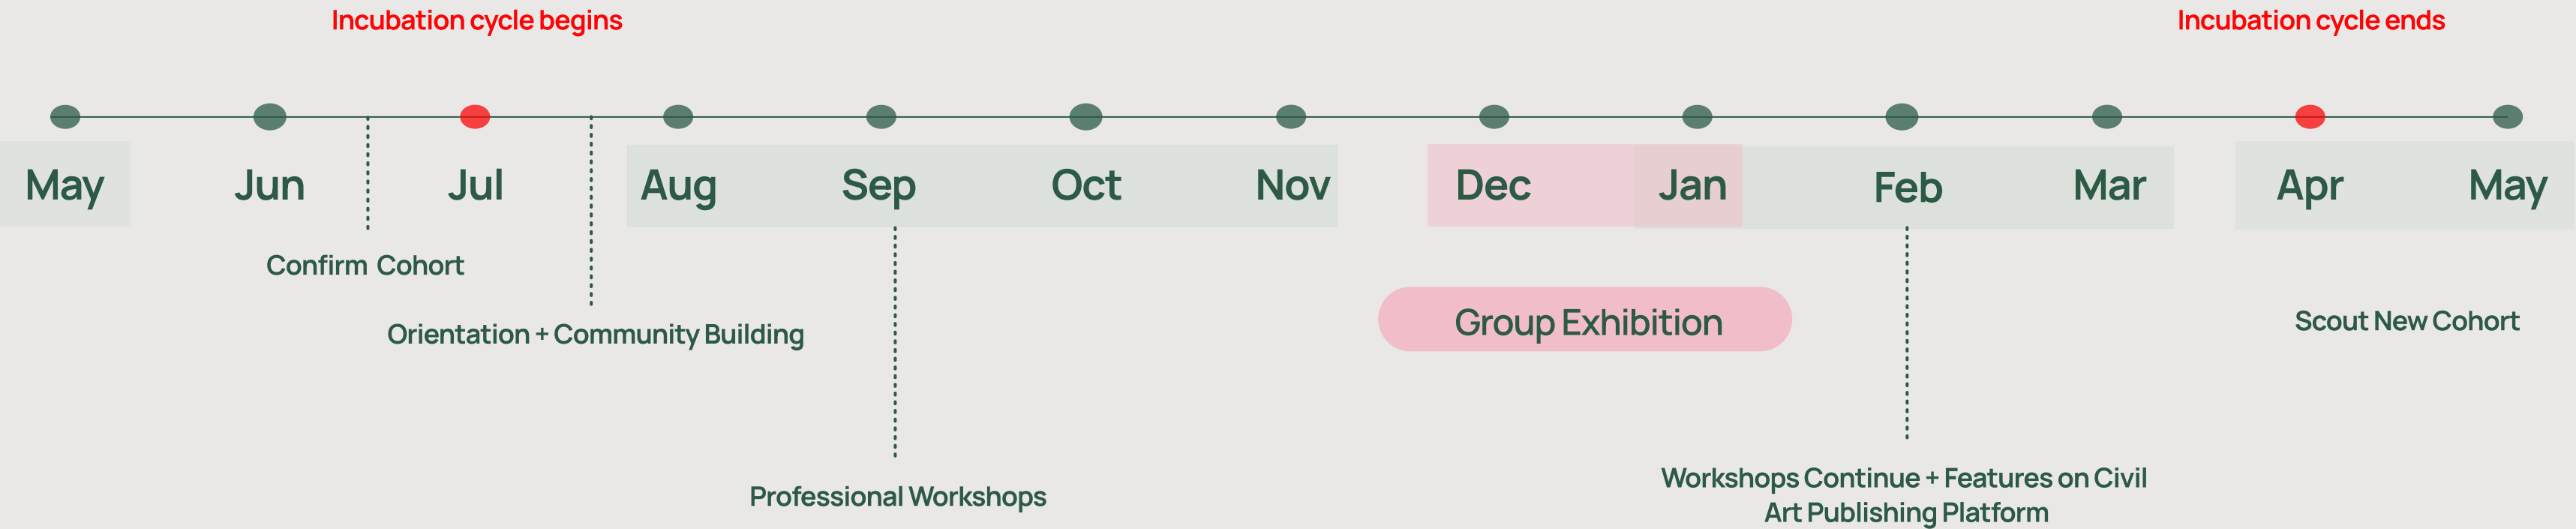 Incubation cycle begins
Incubation cycle ends
May
Jun
Jul
Aug
Sep
Oct
Nov
Dec
Jan
Feb
Mar
Apr
May
Confirm Cohort
Orientation + Community Building
Group Exhibition
Scout New Cohort
Professional Workshops
Workshops Continue + Features on Civil
Art Publishing Platform